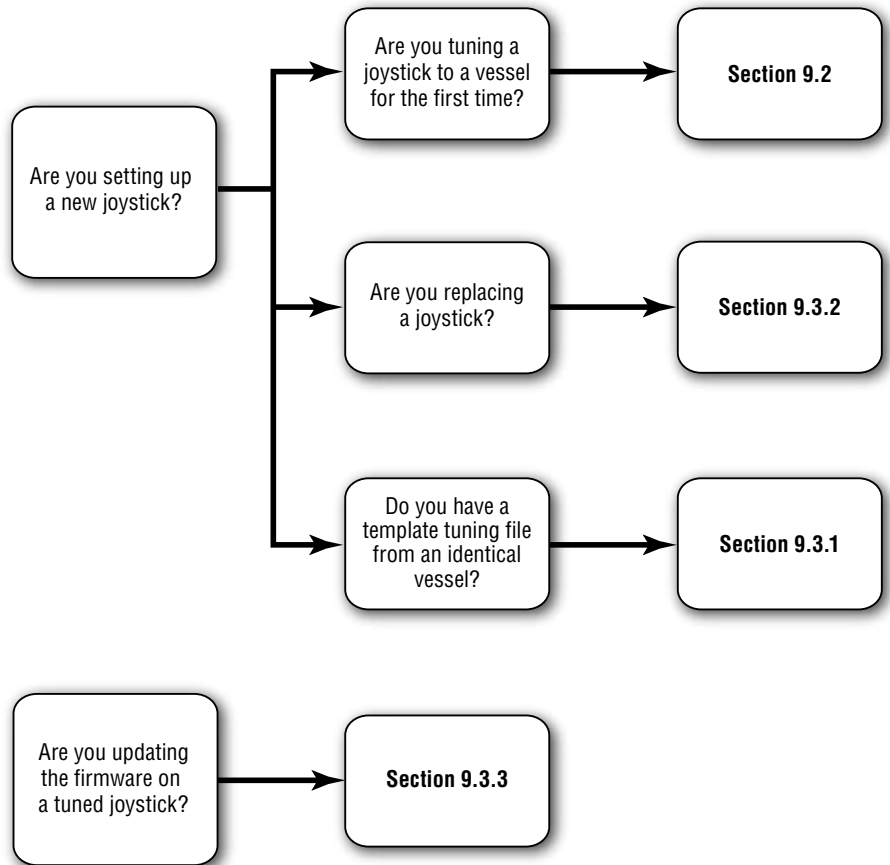 Are you setting up
a new joystick?
Are you tuning a
joystick to a vessel
for the first time?
Section 9.2
Are you replacing
a joystick?
Section 9.3.2
Do you have a
template tuning file
from an identical
vessel?
Section 9.3.1
Are you updating
the firmware on
a tuned joystick?
Section 9.3.3